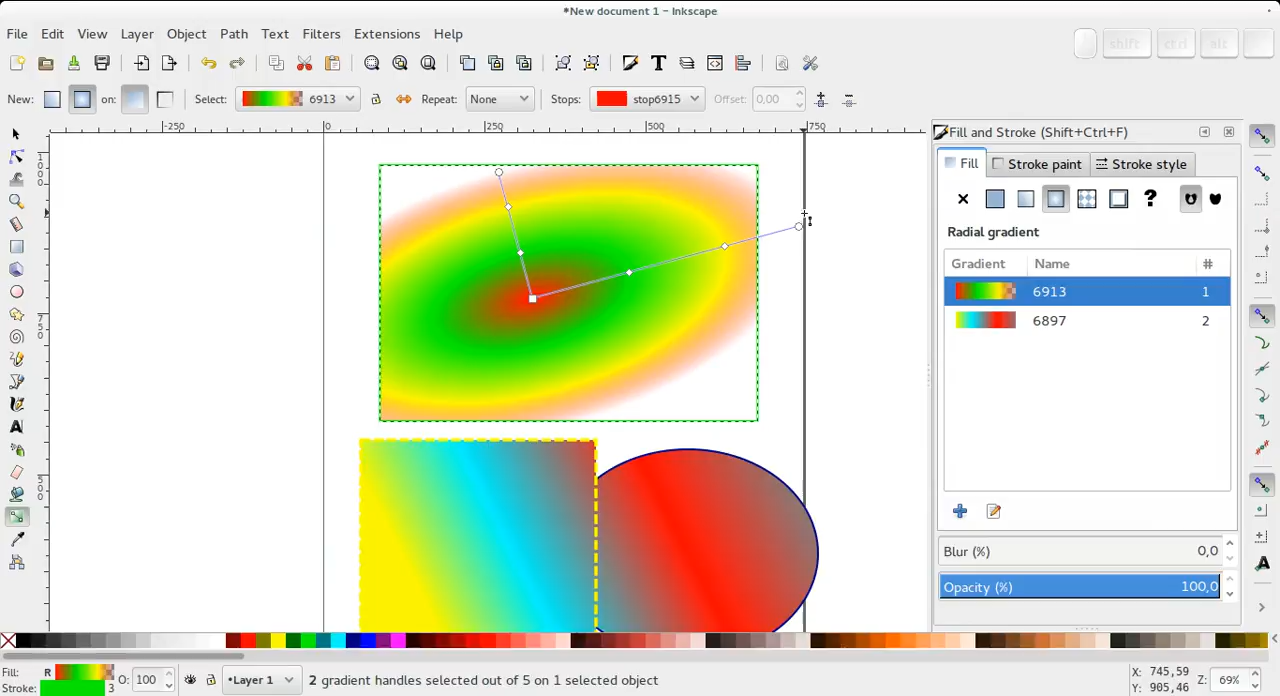 *New document 1 - Inkscape
File Edit View Layer Object Path Text Filters Extensions Help
shift ctrl alt
New: on: Select: 6913 Repeat: None Stops: stop6915 Offset: 0,00
-250 0 250 500 750
Fill and Stroke (Shift+Ctrl+F)
Fill Stroke paint Stroke style
Radial gradient
Gradient Name #
6913 1
6897 2
1000
750
500
Blur (%) 0,0
Opacity (%) 100,0
Fill: R O: 100 •Layer 1 2 gradient handles selected out of 5 on 1 selected object X: 745,59 Z: 69%
Stroke: 3 Y: 905,46